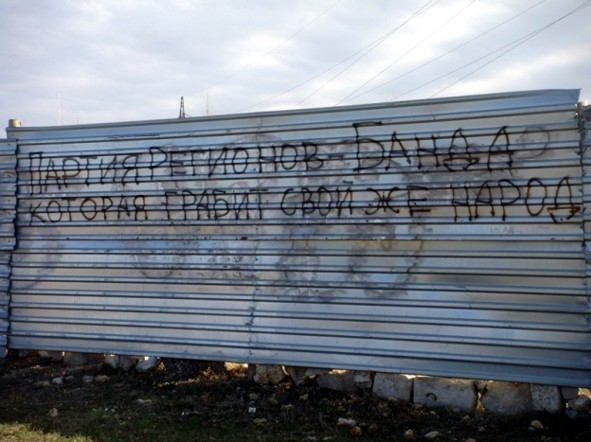 ПАРТИЯ РЕГИОНОВ-БАНДА
КОТОРАЯ ГРАБИТ СВОЙ ЖЕ НАРОД